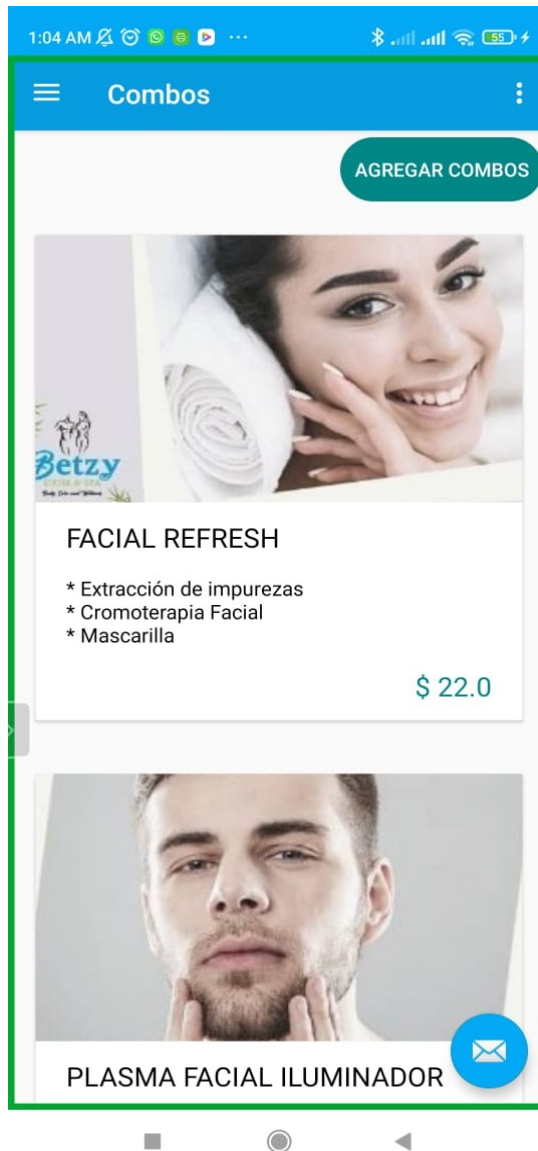 1:04 AM
55
Combos
AGREGAR COMBOS
Betzy
FACIAL REFRESH
* Extracción de impurezas
* Cromoterapia Facial
* Mascarilla
$ 22.0
PLASMA FACIAL ILUMINADOR